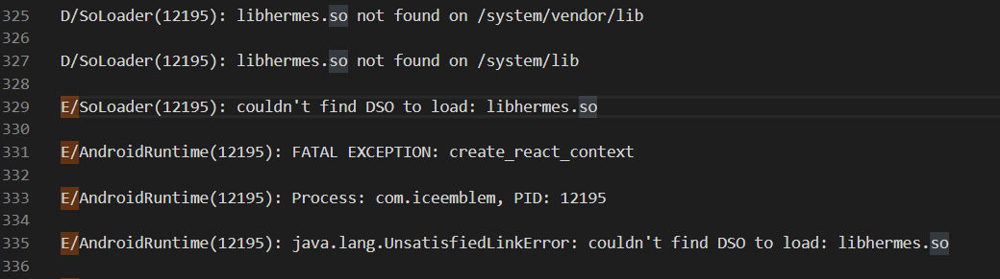 325 D/SoLoader(12195): libhermes.so not found on /system/vendor/lib
326
327 D/SoLoader(12195): libhermes.so not found on /system/lib
328
329 E/SoLoader(12195): couldn't find DSO to load: libhermes.so
330
331 E/AndroidRuntime(12195): FATAL EXCEPTION: create_react_context
332
333 E/AndroidRuntime(12195): Process: com.iceemblem, PID: 12195
334
335 E/AndroidRuntime(12195): java.lang.UnsatisfiedLinkError: couldn't find DSO to load: libhermes.so
336